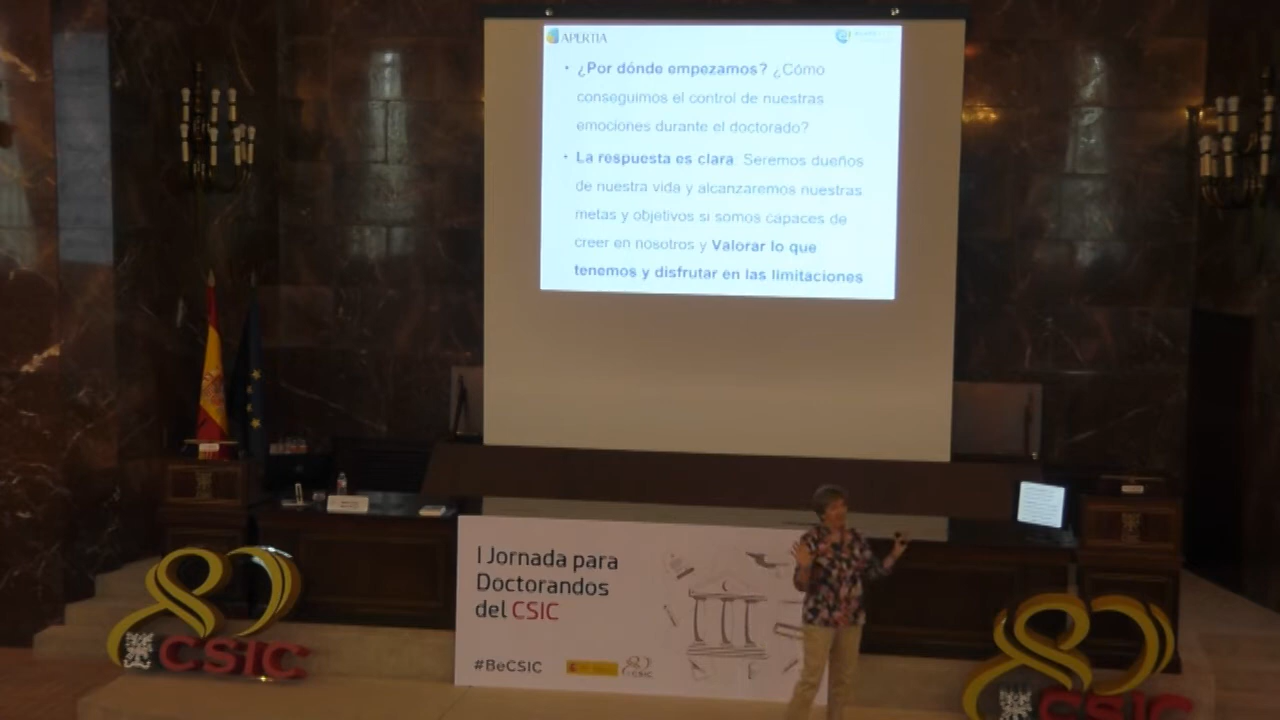 APERTIA
• ¿Por dónde empezamos? ¿Cómo
conseguimos el control de nuestras
emociones durante el doctorado?
• La respuesta es clara Seremos dueños
de nuestra vida y alcanzaremos nuestras
metas y objetivos si somos capaces de
creer en nosotros y Valorar lo que
tenemos y disfrutar en las limitaciones
I Jornada para
Doctorandos
del CSIC
#BeCSIC
80
CSIC
80
CSIC
80
CSIC